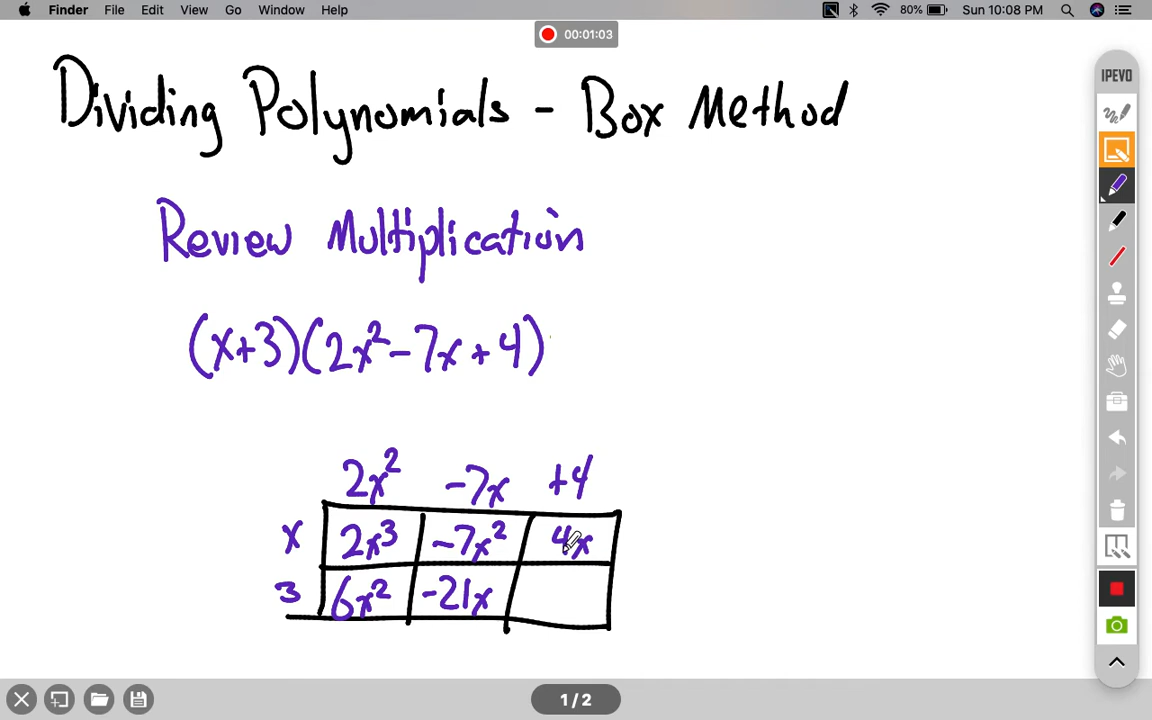 Finder File Edit View Go Window Help 80% Sun 10:08 PM
00:01:03
IPEVO
Dividing Polynomials - Box Method
Review Multiplication
(x+3)(2x²-7x+4)
2x² -7x +4
x 2x³ -7x² 4x
3 6x² -21x
1/2